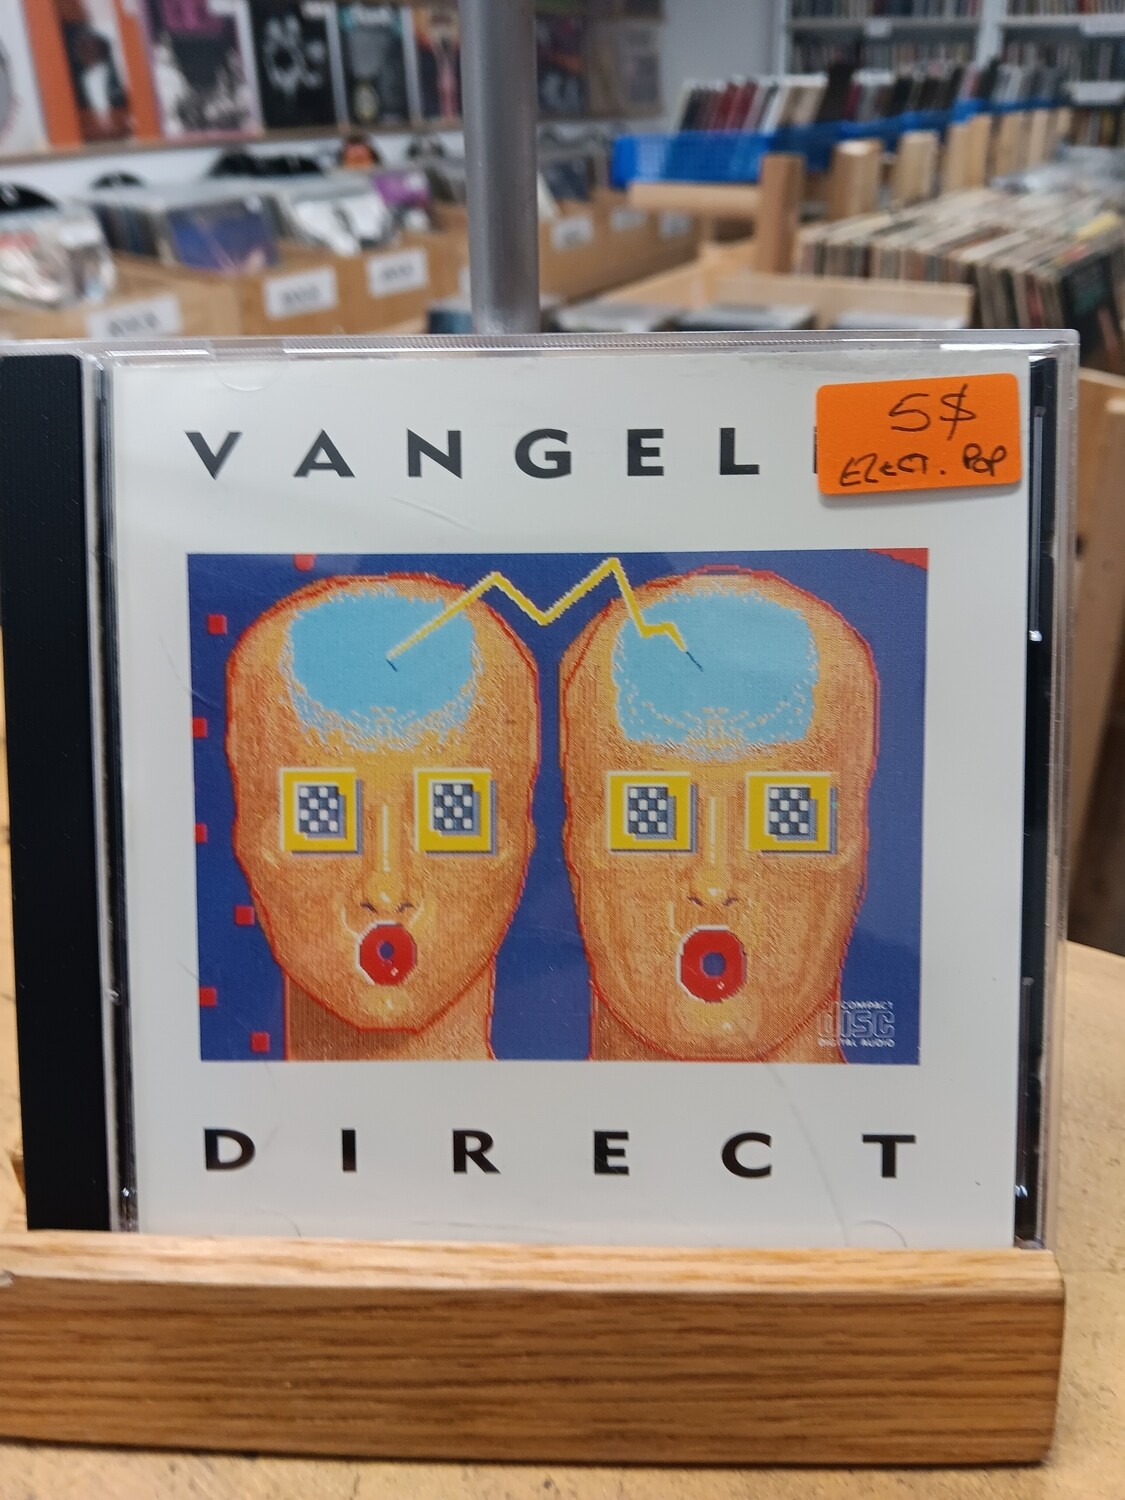 VANGEL
5$
ELECT. POP
COMPACT
disc
DIGITAL AUDIO
DIRECT